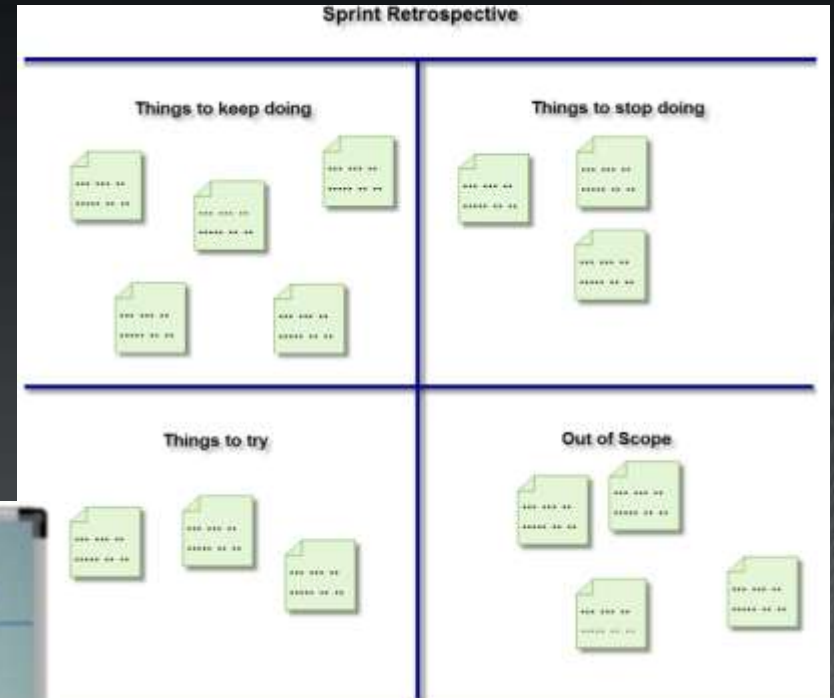 Sprint Retrospective
Things to keep doing
Things to stop doing
Things to try
Out of Scope